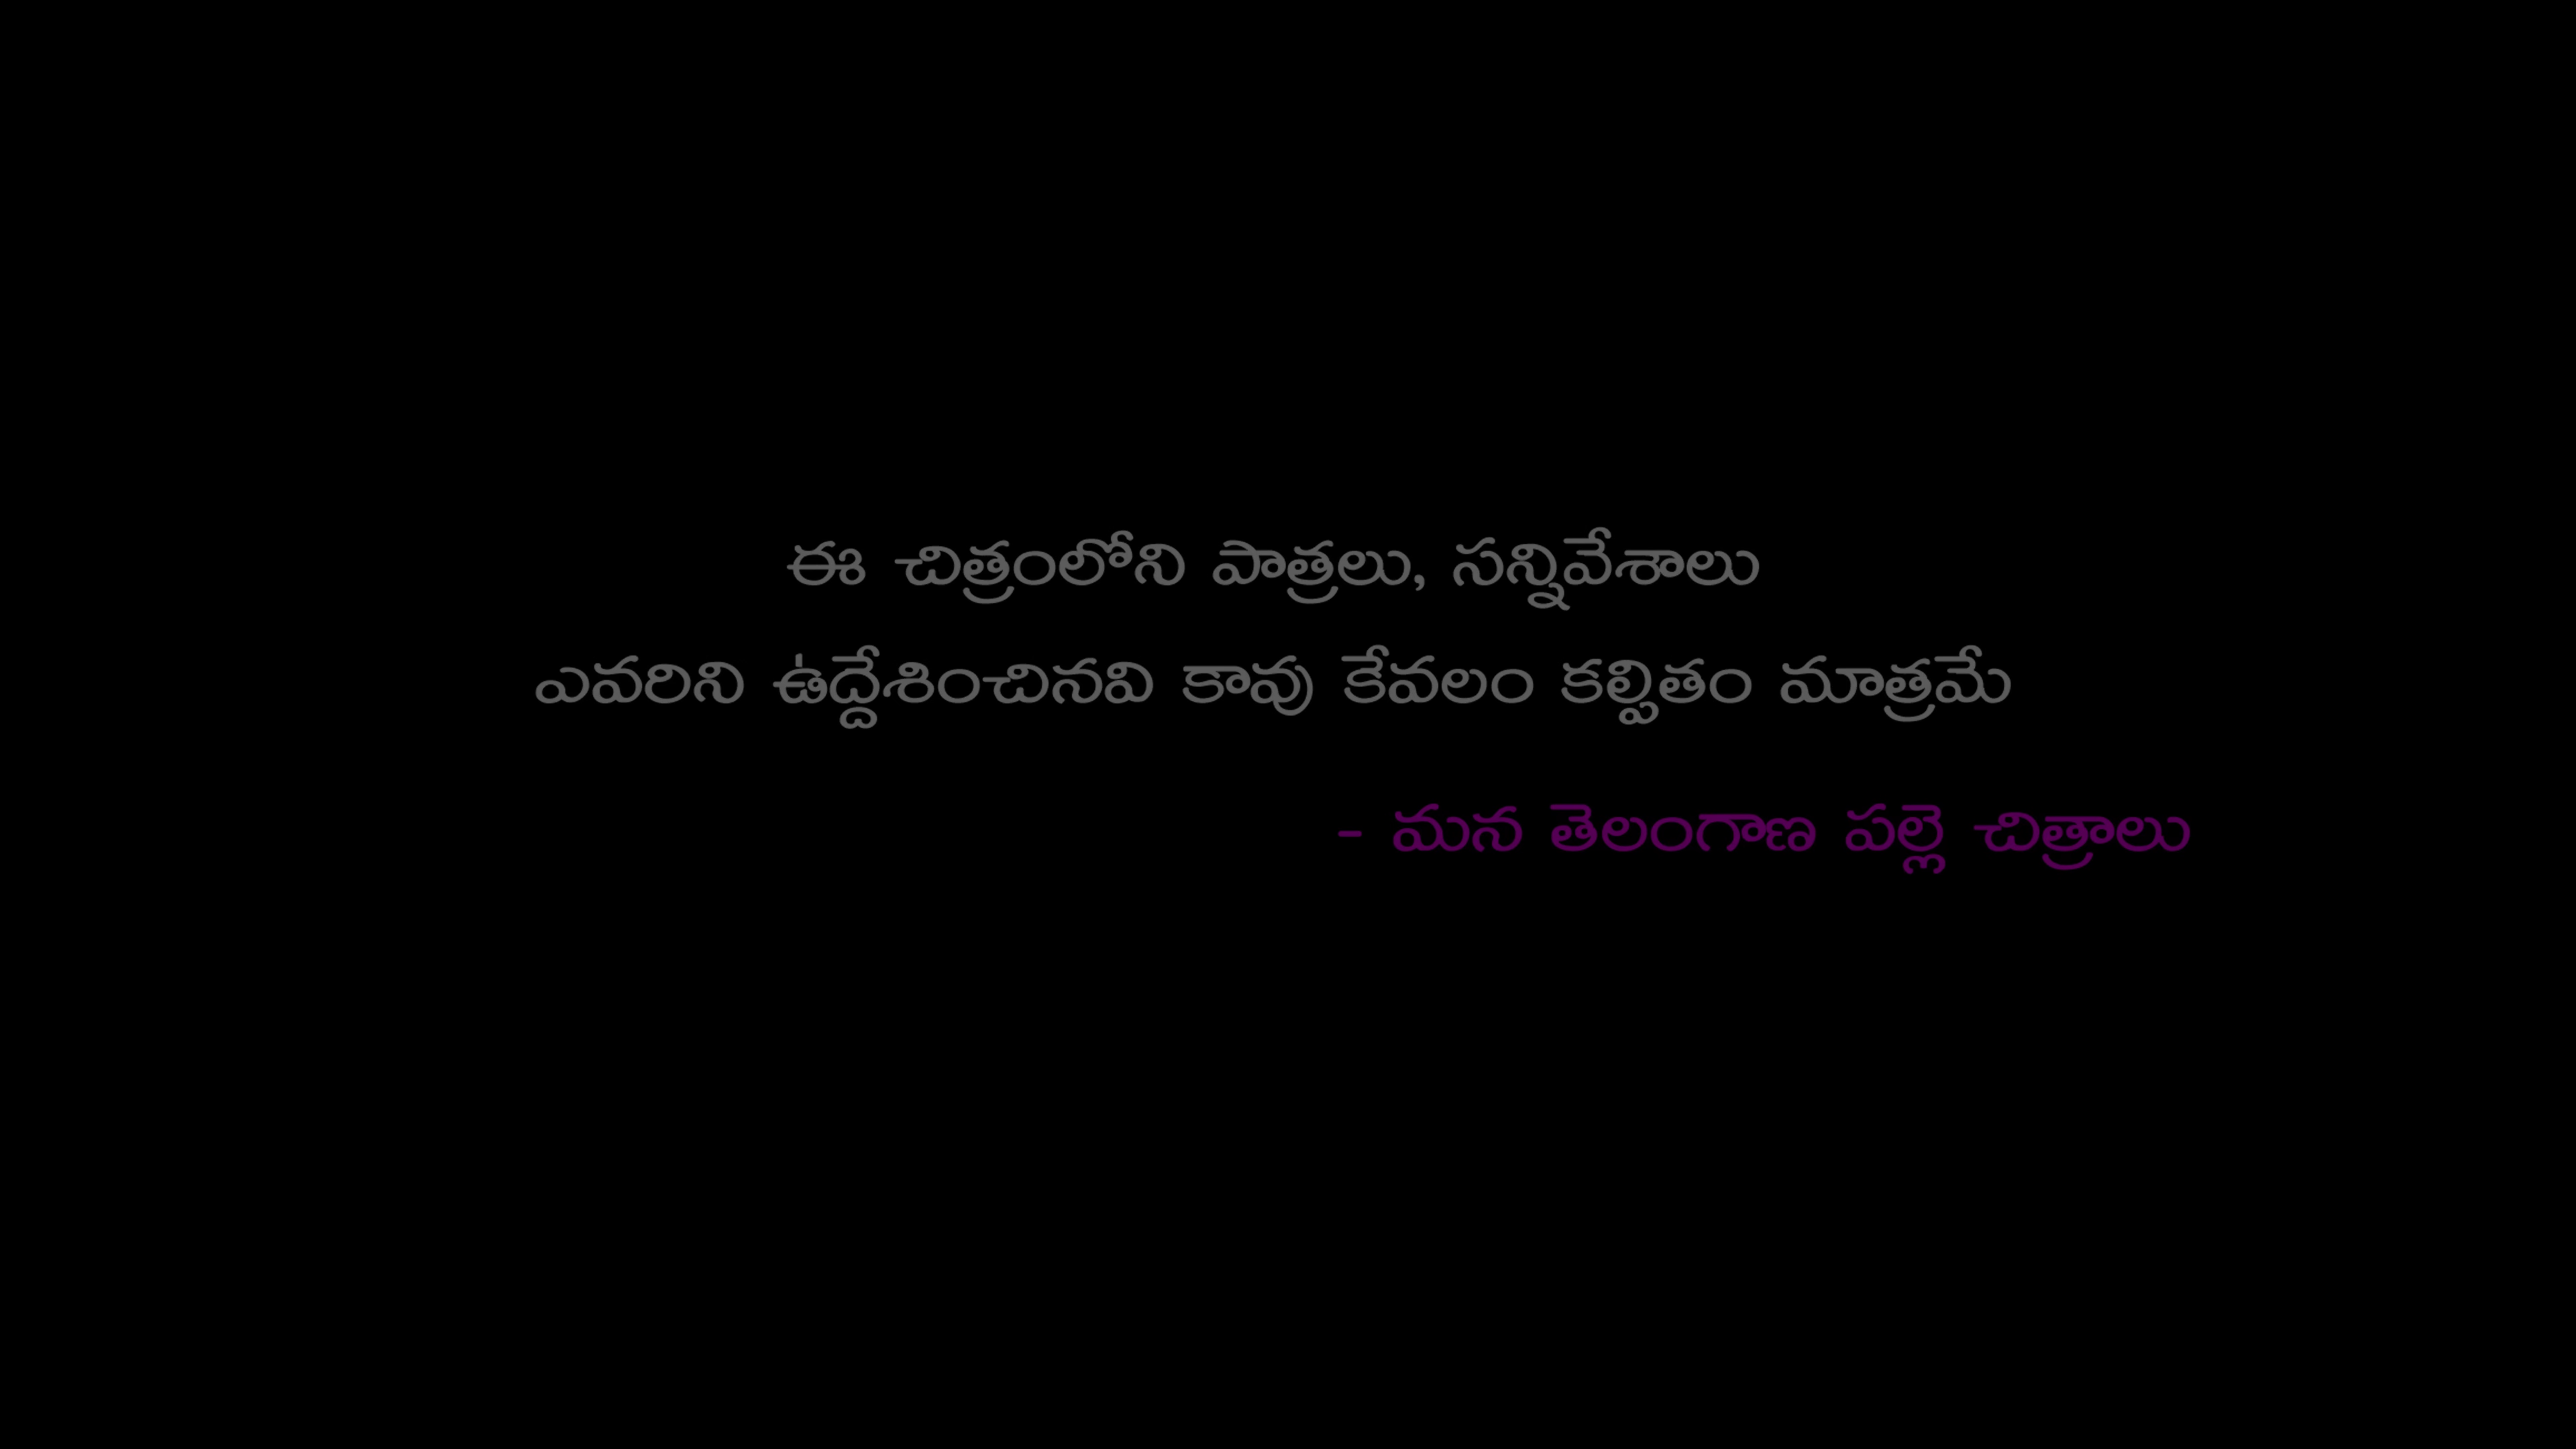 ఈ చిత్రంలోని పాత్రలు, సన్నివేశాలు
ఎవరిని ఉద్దేశించినవి కావు కేవలం కల్పితం మాత్రమే
- మన తెలంగాణ పల్లె చిత్రాలు